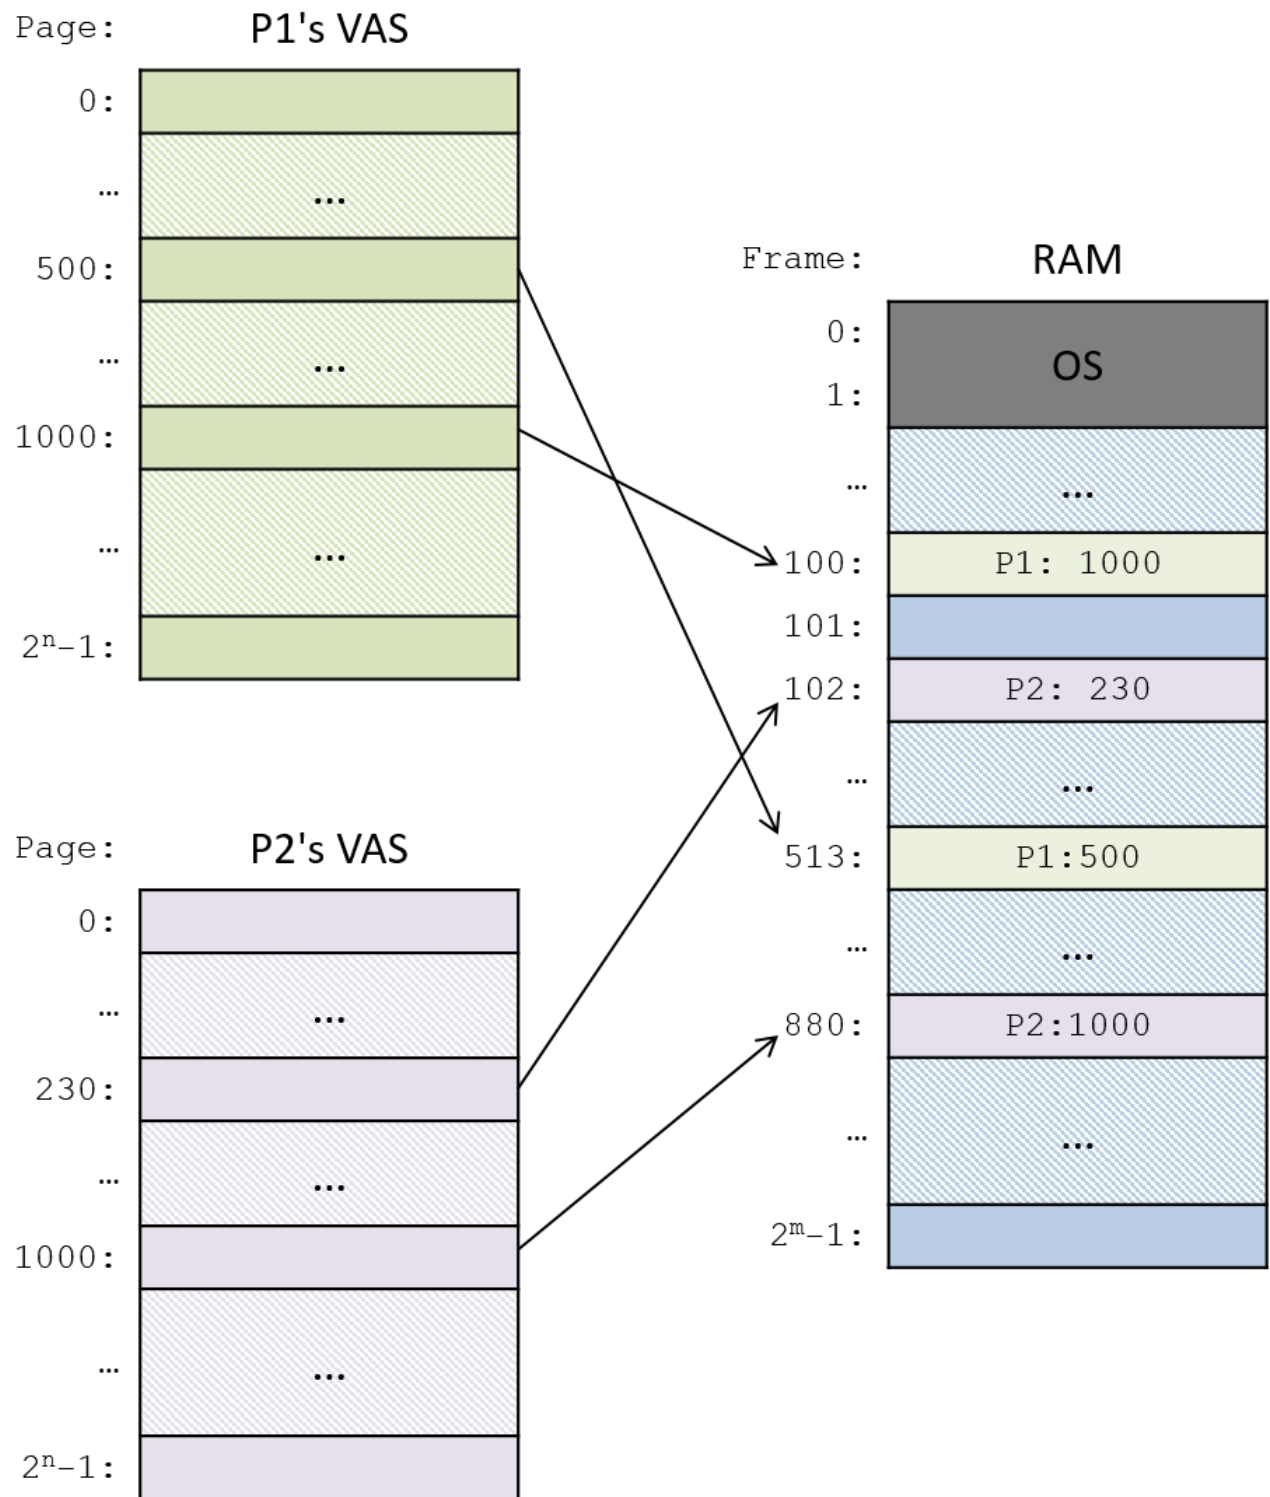 Page: P1's VAS
0:
… ...
500:
… ...
1000:
… ...
2ⁿ-1:
Page: P2's VAS
0:
… ...
230:
… ...
1000:
… ...
2ⁿ-1:
Frame: RAM
0:
OS
1:
… ...
100: P1: 1000
101:
102: P2: 230
… ...
513: P1:500
… ...
880: P2:1000
… ...
2ᵐ-1: